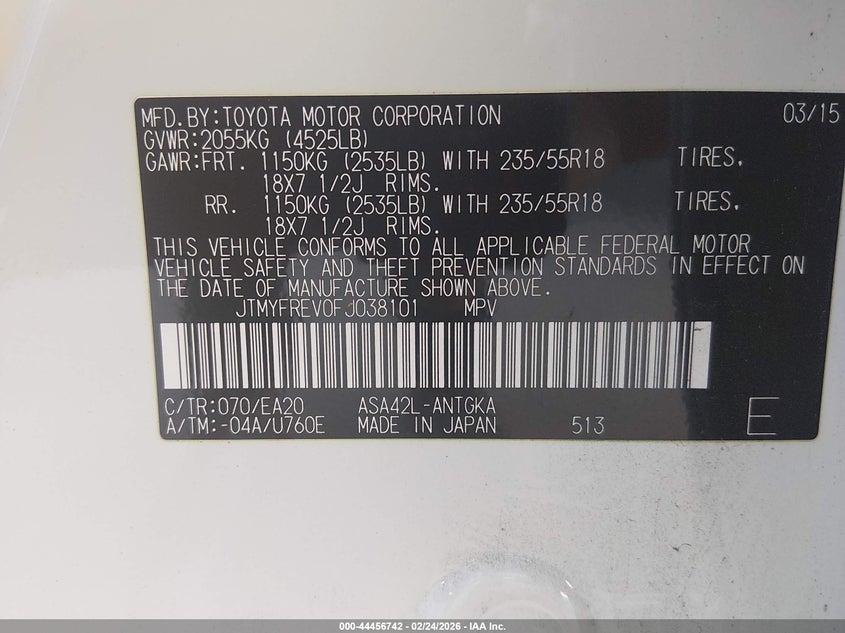 MFD.BY:TOYOTA MOTOR CORPORATION 03/15
GVWR:2055KG (4525LB)
GAWR:FRT. 1150KG (2535LB) WITH 235/55R18 TIRES,
18X7 1/2J RIMS.
RR. 1150KG (2535LB) WITH 235/55R18 TIRES,
18X7 1/2J RIMS.
THIS VEHICLE CONFORMS TO ALL APPLICABLE FEDERAL MOTOR
VEHICLE SAFETY AND THEFT PREVENTION STANDARDS IN EFFECT ON
THE DATE OF MANUFACTURE SHOWN ABOVE.
JTMYFREV0FJ038101 MPV
C/TR:070/EA20 ASA42L-ANTGKA
A/TM:-04A/U760E MADE IN JAPAN 513 E
000-44456742 - 02/24/2026 - IAA Inc.